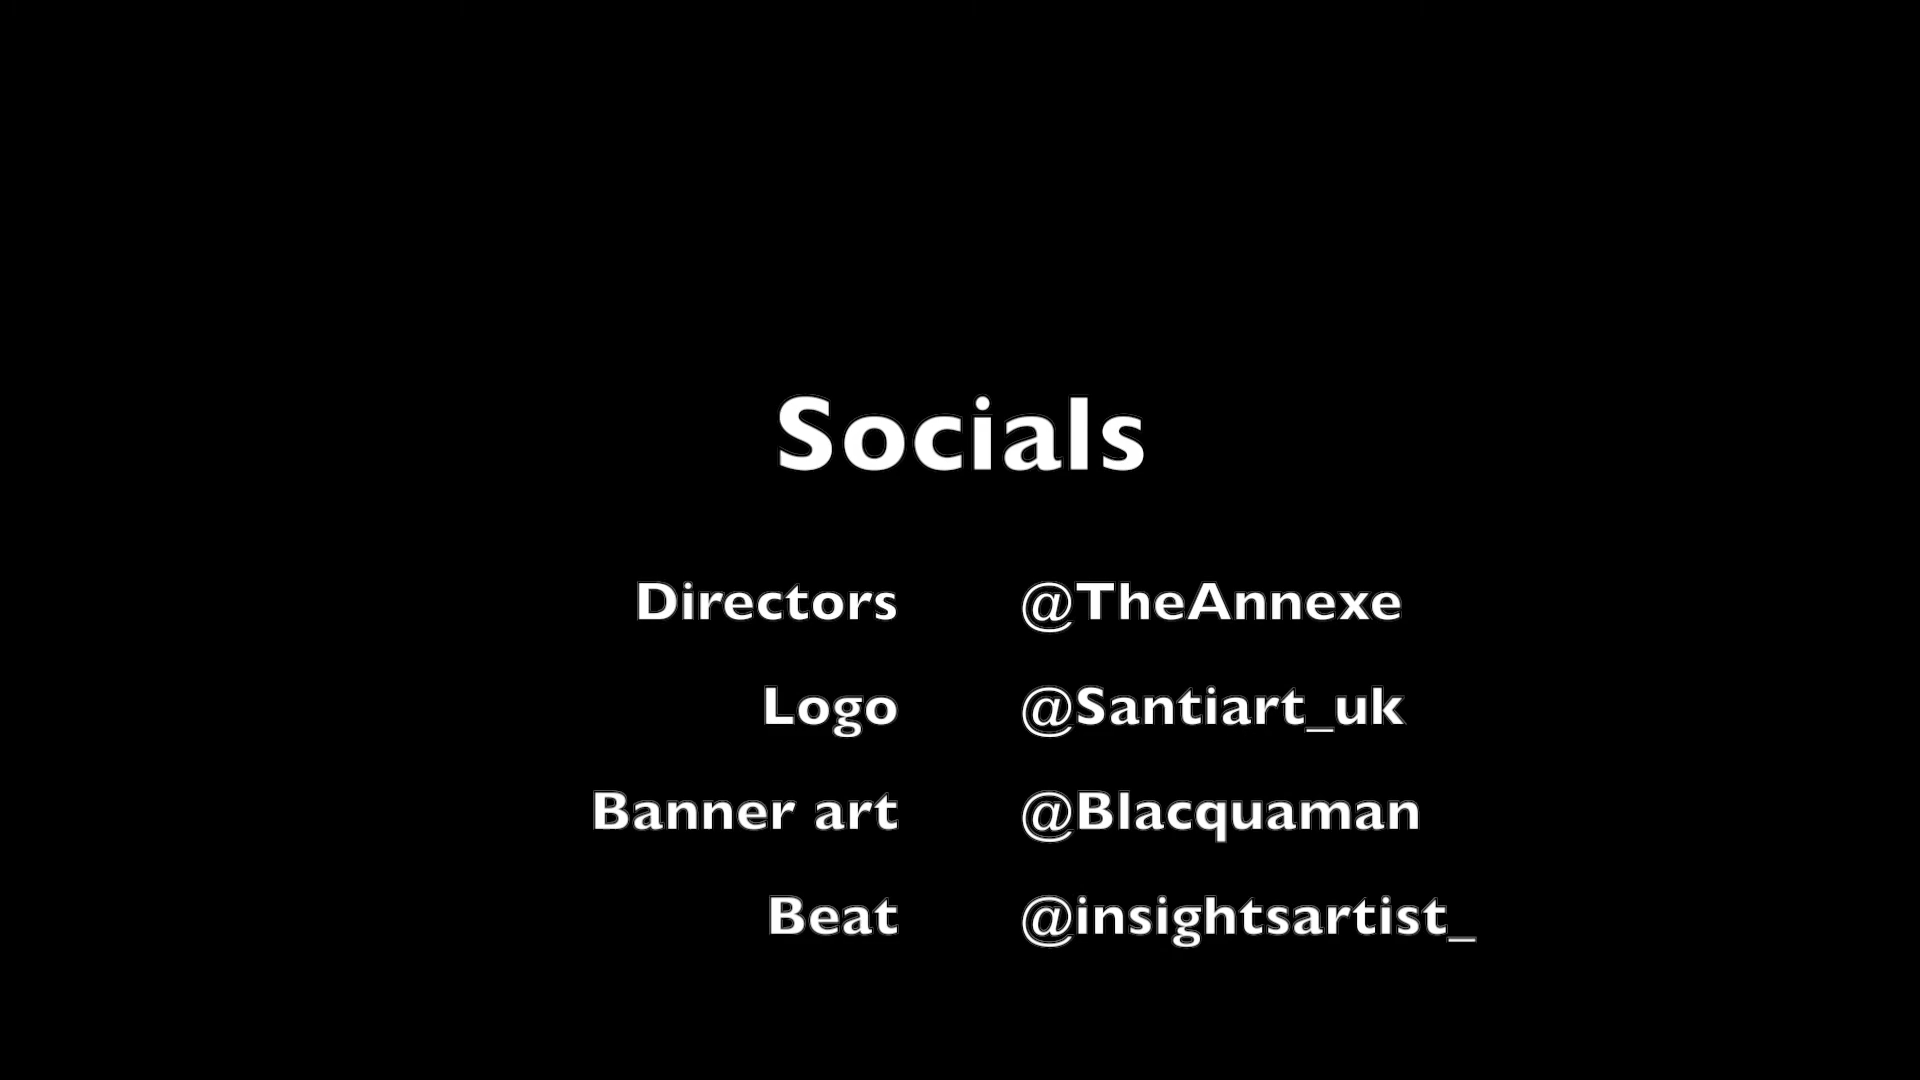 Socials
Directors @TheAnnexe
Logo @Santiart_uk
Banner art @Blacquaman
Beat @insightsartist_